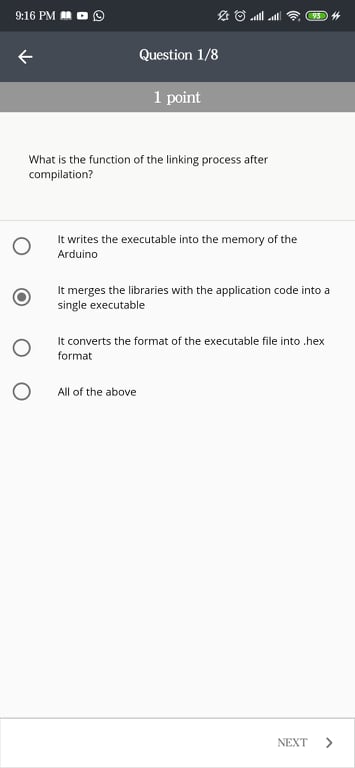 9:16 PM 93
Question 1/8
1 point
What is the function of the linking process after
compilation?
It writes the executable into the memory of the
Arduino
It merges the libraries with the application code into a
single executable
It converts the format of the executable file into .hex
format
All of the above
NEXT